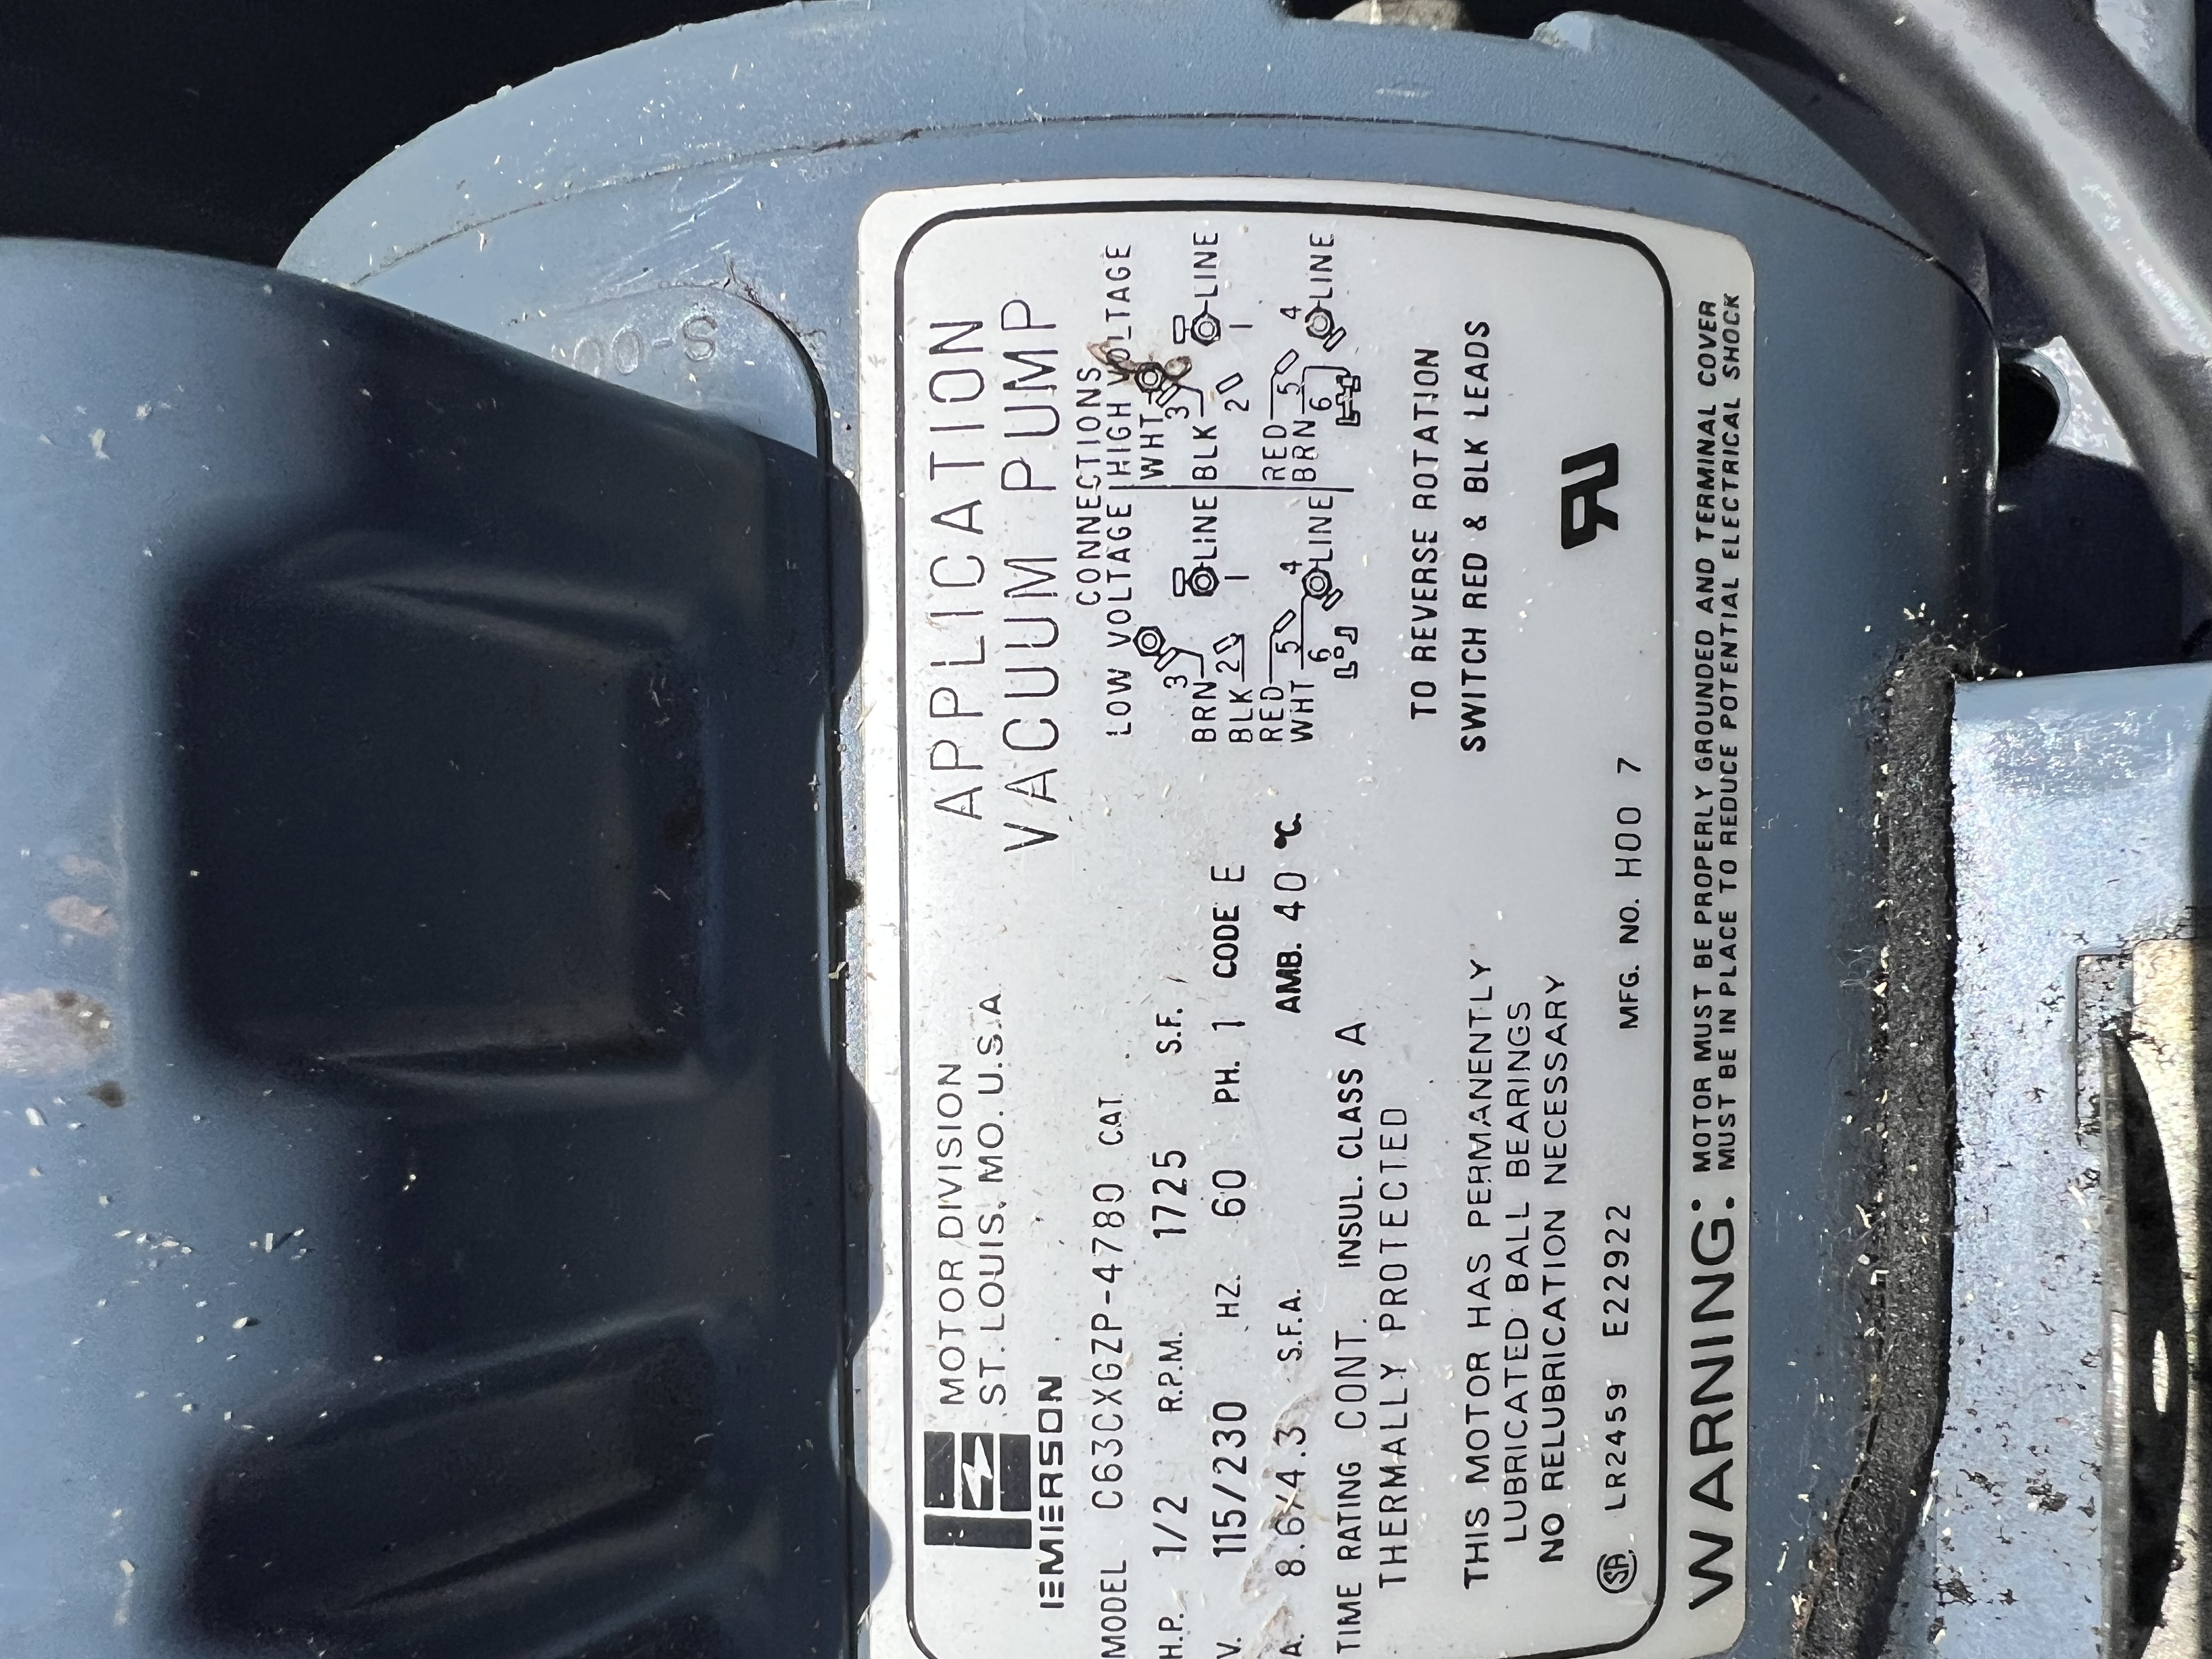 EMERSON
MOTOR DIVISION
ST. LOUIS, MO. U.S.A.
APPLICATION
VACUUM PUMP
MODEL C63CXGZP-4780 CAT.
H.P. 1/2 R.P.M. 1725 S.F.
V. 115/230 HZ. 60 PH. 1 CODE E
A. 8.6/4.3 S.F.A. AMB. 40 °C.
TIME RATING CONT. INSUL. CLASS A
THERMALLY PROTECTED
THIS MOTOR HAS PERMANENTLY
LUBRICATED BALL BEARINGS
NO RELUBRICATION NECESSARY
SA LR2459 E22922 MFG. NO. H00 7
CONNECTIONS
LOW VOLTAGE HIGH VOLTAGE
3
BRN LINE
1
BLK 2
RED 5 4
WHT LINE
6
WHT
3
BLK LINE
2 1
RED 5 4
BRN LINE
6
TO REVERSE ROTATION
SWITCH RED & BLK LEADS
WARNING: MOTOR MUST BE PROPERLY GROUNDED AND TERMINAL COVER
MUST BE IN PLACE TO REDUCE POTENTIAL ELECTRICAL SHOCK
00-S